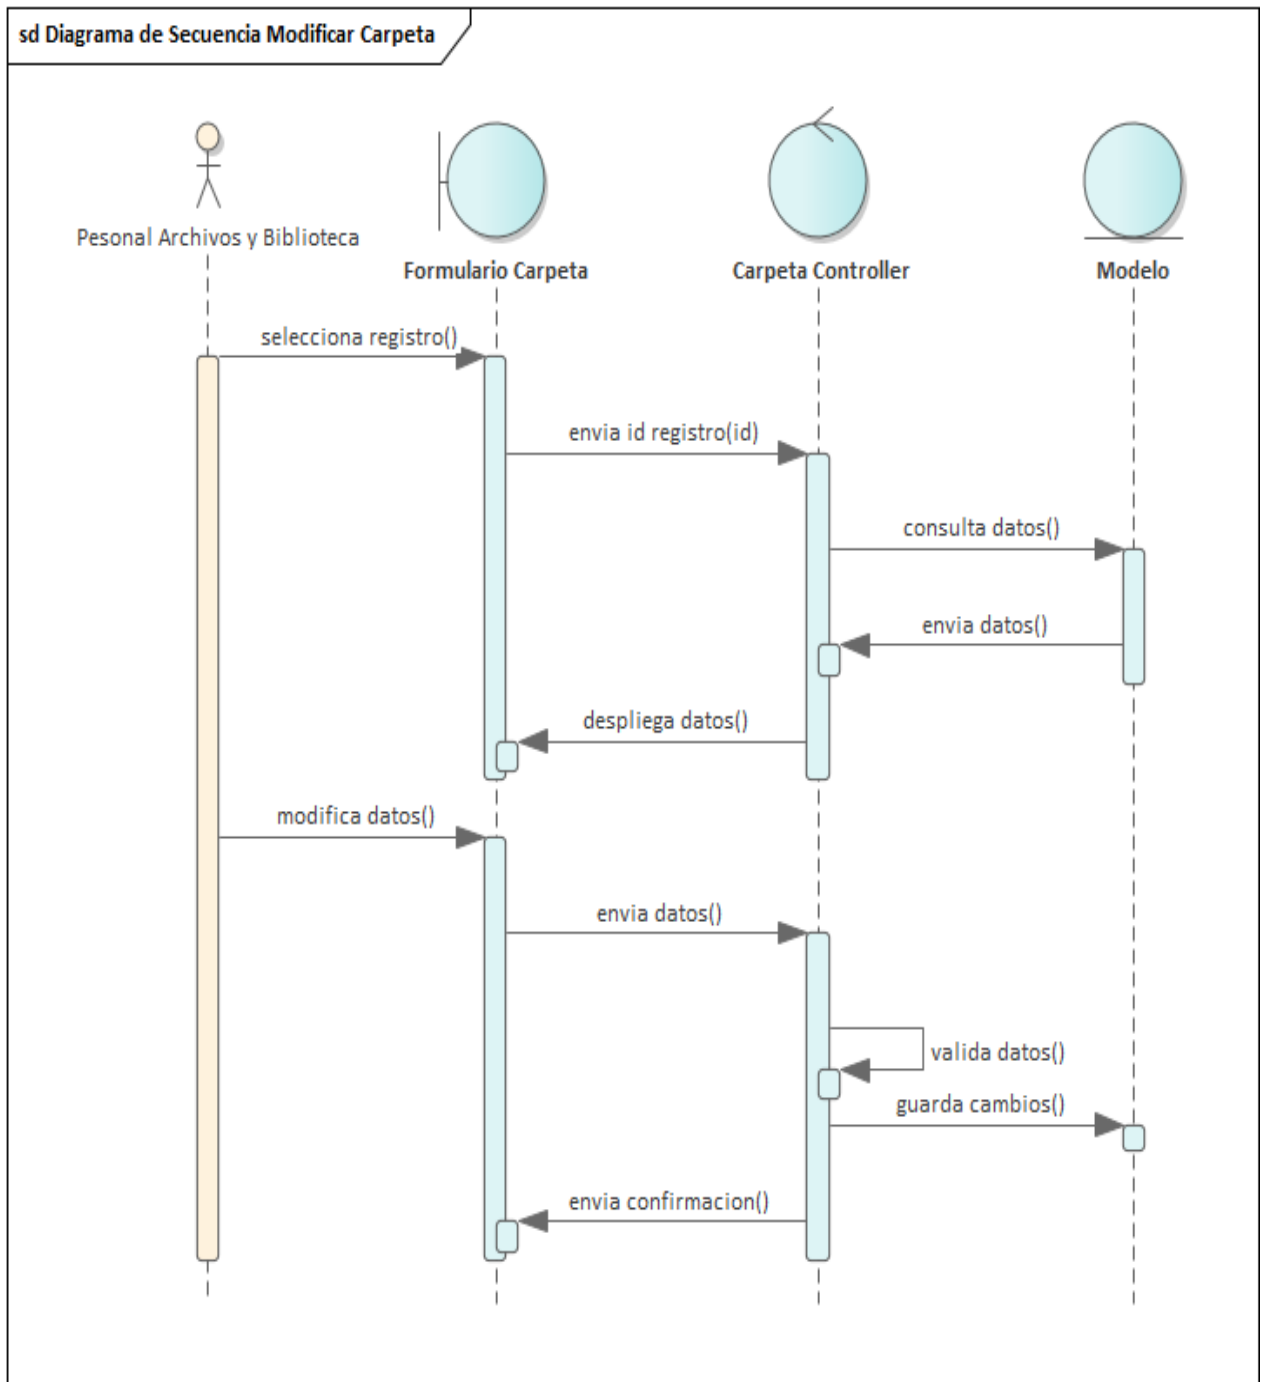 sd Diagrama de Secuencia Modificar Carpeta
Pesonal Archivos y Biblioteca
Formulario Carpeta
Carpeta Controller
Modelo
selecciona registro()
envia id registro(id)
consulta datos()
envia datos()
despliega datos()
modifica datos()
envia datos()
valida datos()
guarda cambios()
envia confirmacion()